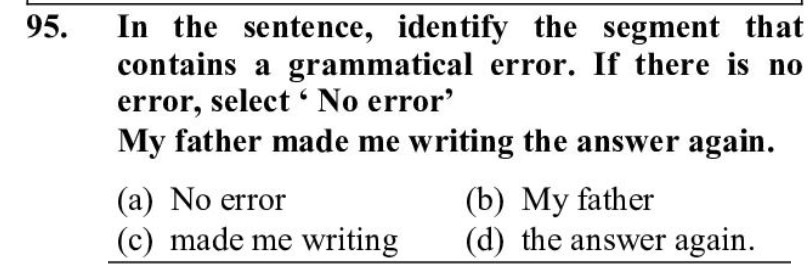 95. In the sentence, identify the segment that
contains a grammatical error. If there is no
error, select ‘ No error’
My father made me writing the answer again.
(a) No error (b) My father
(c) made me writing (d) the answer again.